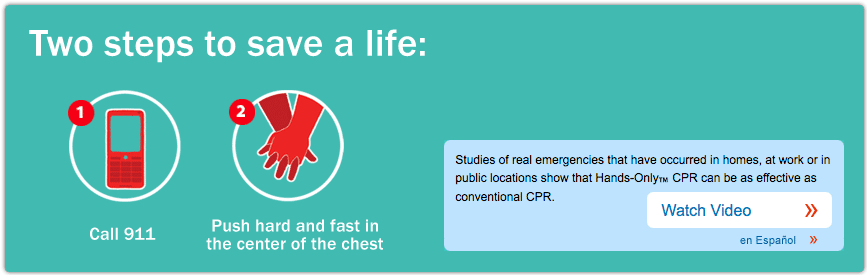 Two steps to save a life:
1
2
Call 911
Push hard and fast in
the center of the chest
Studies of real emergencies that have occurred in homes, at work or in
public locations show that Hands-Only™ CPR can be as effective as
conventional CPR.
Watch Video »
en Español »